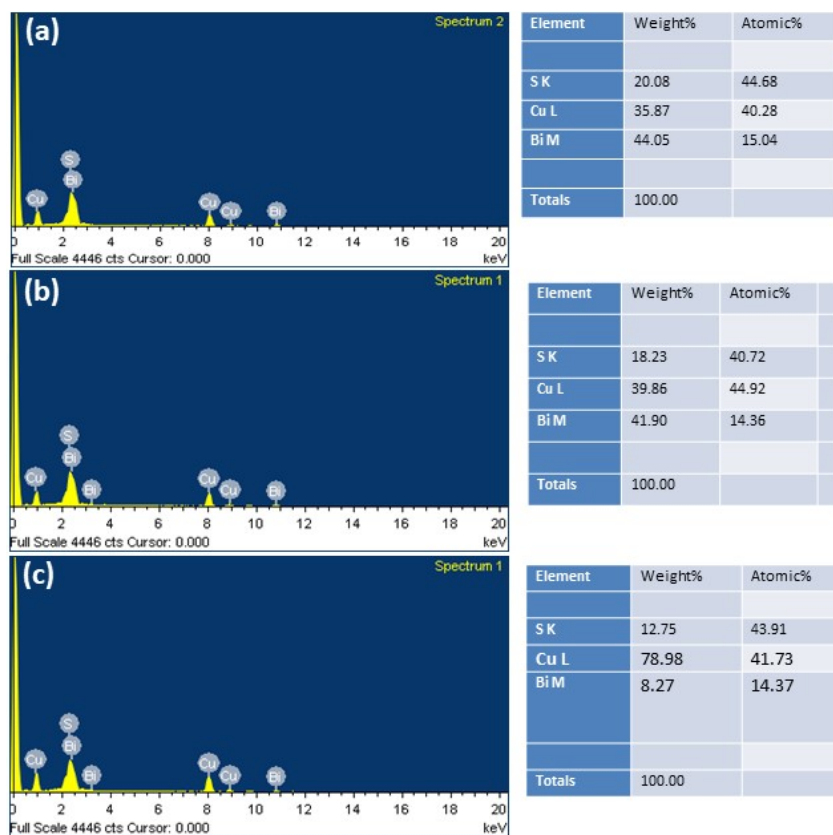 (a)
Spectrum 2
S
Bi
Cu
Cu
Cu
Bi
0 2 4 6 8 10 12 14 16 18 20
Full Scale 4446 cts Cursor: 0.000 keV
Element Weight% Atomic%
S K 20.08 44.68
Cu L 35.87 40.28
Bi M 44.05 15.04
Totals 100.00
(b)
Spectrum 1
S
Bi
Cu
Bi
Cu
Cu
Bi
0 2 4 6 8 10 12 14 16 18 20
Full Scale 4446 cts Cursor: 0.000 keV
Element Weight% Atomic%
S K 18.23 40.72
Cu L 39.86 44.92
Bi M 41.90 14.36
Totals 100.00
(c)
Spectrum 1
S
Bi
Cu
Bi
Cu
Cu
Bi
0 2 4 6 8 10 12 14 16 18 20
Full Scale 4446 cts Cursor: 0.000 keV
Element Weight% Atomic%
S K 12.75 43.91
Cu L 78.98 41.73
Bi M 8.27 14.37
Totals 100.00